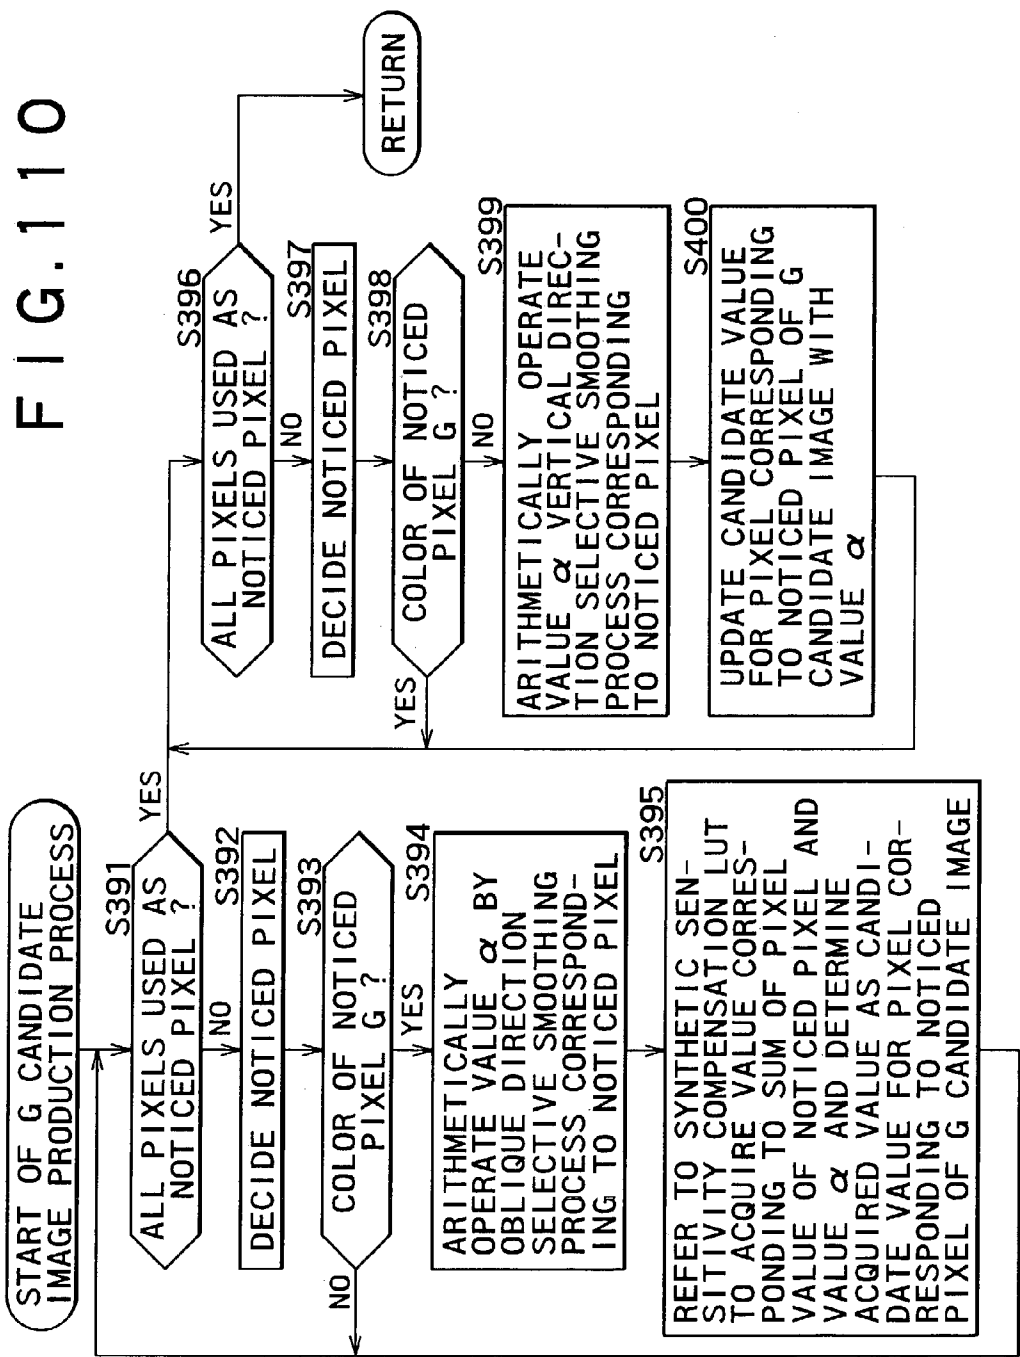 FIG.110
START OF G CANDIDATE
IMAGE PRODUCTION PROCESS
S391
ALL PIXELS USED AS
NOTICED PIXEL ?
YES
NO
S392
DECIDE NOTICED PIXEL
S393
COLOR OF NOTICED
PIXEL G ?
NO
YES
S394
ARITHMETICALLY
OPERATE VALUE α BY
OBLIQUE DIRECTION
SELECTIVE SMOOTHING
PROCESS CORRESPOND-
ING TO NOTICED PIXEL
S395
REFER TO SYNTHETIC SEN-
SITIVITY COMPENSATION LUT
TO ACQUIRE VALUE CORRES-
PONDING TO SUM OF PIXEL
VALUE OF NOTICED PIXEL AND
VALUE α AND DETERMINE
ACQUIRED VALUE AS CANDI-
DATE VALUE FOR PIXEL COR-
RESPONDING TO NOTICED
PIXEL OF G CANDIDATE IMAGE
S396
ALL PIXELS USED AS
NOTICED PIXEL ?
YES
NO
RETURN
S397
DECIDE NOTICED PIXEL
S398
COLOR OF NOTICED
PIXEL G ?
YES
NO
S399
ARITHMETICALLY OPERATE
VALUE α VERTICAL DIREC-
TION SELECTIVE SMOOTHING
PROCESS CORRESPONDING
TO NOTICED PIXEL
S400
UPDATE CANDIDATE VALUE
FOR PIXEL CORRESPONDING
TO NOTICED PIXEL OF G
CANDIDATE IMAGE WITH
VALUE α